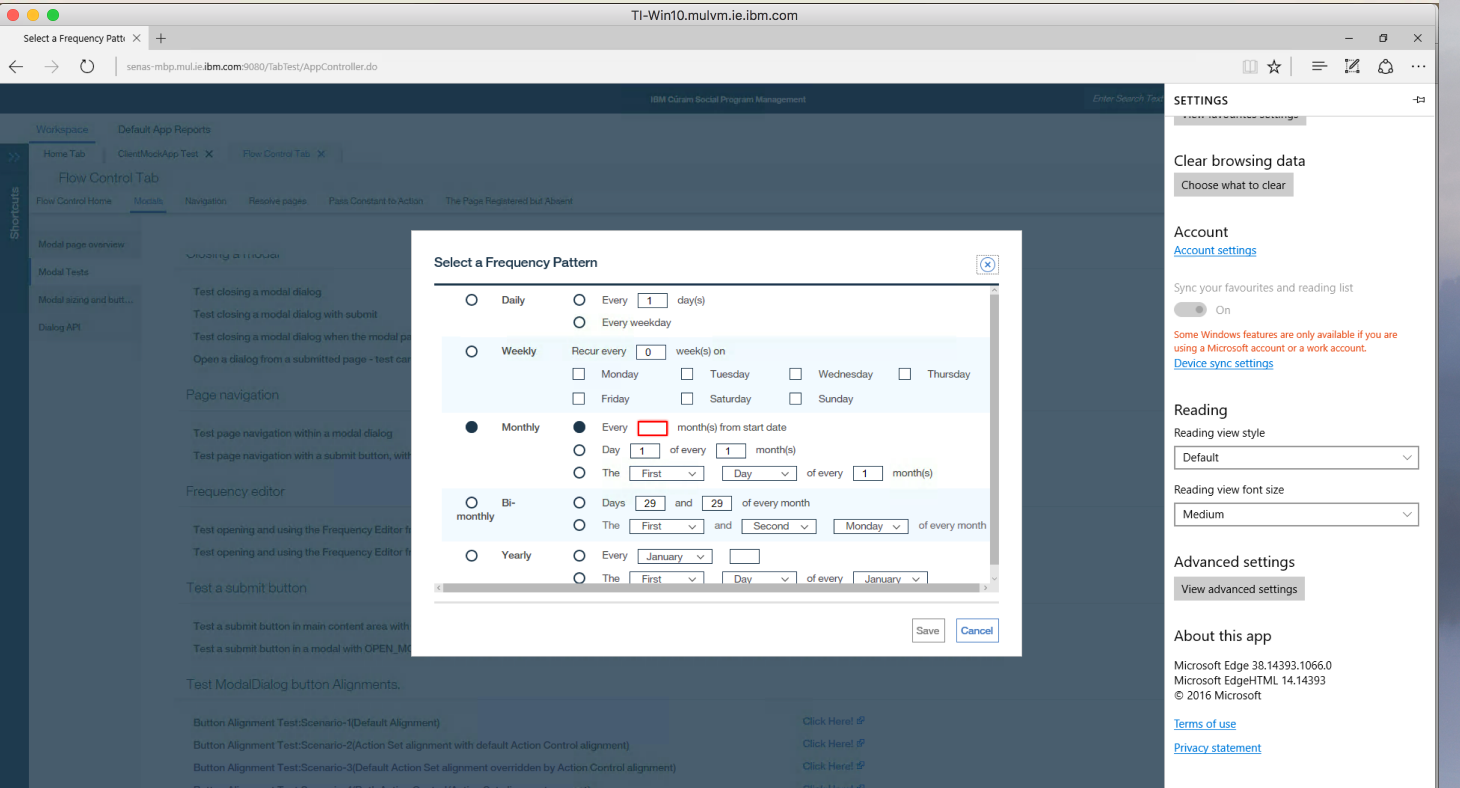 TI-Win10.mulvm.ie.ibm.com
Select a Frequency Patte
senas-mbp.mul.ie.ibm.com:9080/TabTest/AppController.do
IBM Cúram Social Program Management
Enter Search Text
Workspace Default App Reports
Home Tab ClientMockApp Test Flow Control Tab
Flow Control Tab
Flow Control Home Modals Navigation Resolve pages Pass Constant to Action The Page Registered but Absent
Shortcuts
Modal page overview
Modal Tests
Modal sizing and butt...
Dialog API
Closing a modal
Test closing a modal dialog
Test closing a modal dialog with submit
Test closing a modal dialog when the modal pa
Open a dialog from a submitted page - test can
Page navigation
Test page navigation within a modal dialog
Test page navigation with a submit button, with
Frequency editor
Test opening and using the Frequency Editor f
Test opening and using the Frequency Editor f
Test a submit button
Test a submit button in main content area with
Test a submit button in a modal with OPEN_MO
Test ModalDialog button Alignments.
Button Alignment Test:Scenario-1(Default Alignment) Click Here!
Button Alignment Test:Scenario-2(Action Set alignment with default Action Control alignment) Click Here!
Button Alignment Test:Scenario-3(Default Action Set alignment overridden by Action Control alignment) Click Here!
Select a Frequency Pattern
Daily Every 1 day(s)
Every weekday
Weekly Recur every 0 week(s) on
Monday Tuesday Wednesday Thursday
Friday Saturday Sunday
Monthly Every month(s) from start date
Day 1 of every 1 month(s)
The First Day of every 1 month(s)
Bi-
monthly
Days 29 and 29 of every month
The First and Second Monday of every month
Yearly Every January
The First Day of every January
Save Cancel
SETTINGS
View favourites settings
Clear browsing data
Choose what to clear
Account
Account settings
Sync your favourites and reading list
On
Some Windows features are only available if you are
using a Microsoft account or a work account.
Device sync settings
Reading
Reading view style
Default
Reading view font size
Medium
Advanced settings
View advanced settings
About this app
Microsoft Edge 38.14393.1066.0
Microsoft EdgeHTML 14.14393
© 2016 Microsoft
Terms of use
Privacy statement